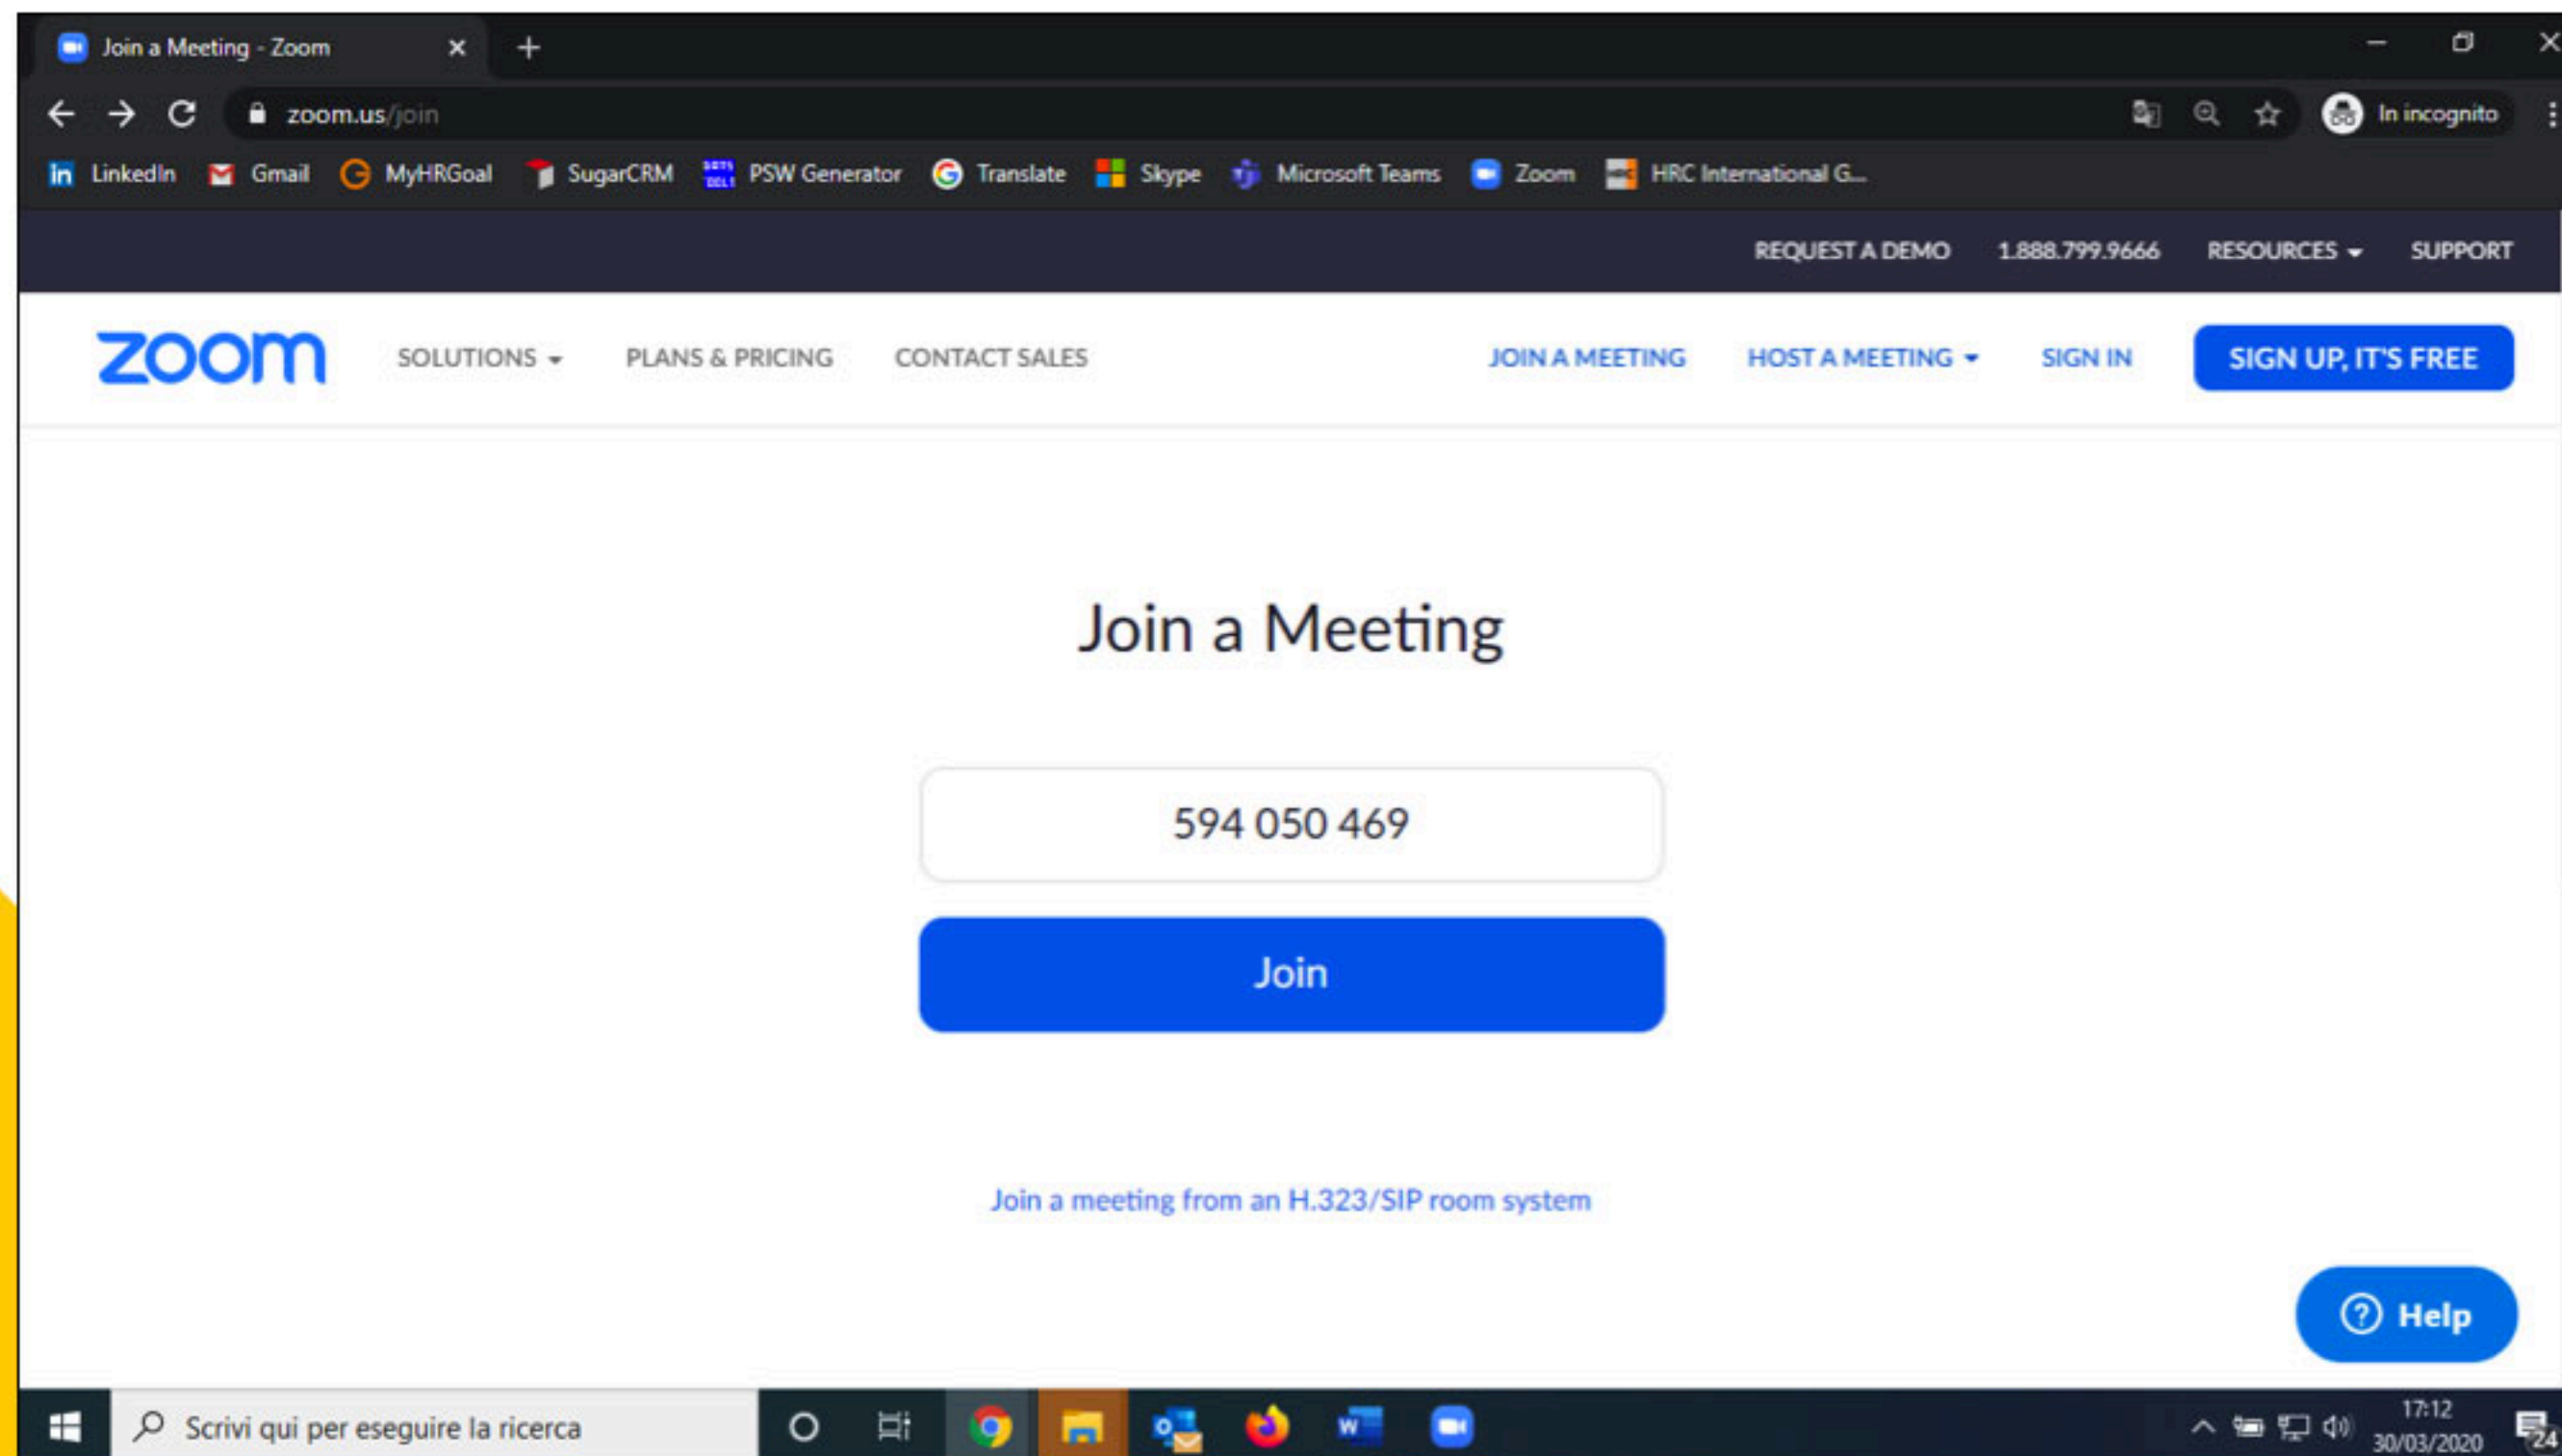 Join a Meeting - Zoom
zoom.us/join
In incognito
LinkedIn Gmail MyHRGoal SugarCRM PSW Generator Translate Skype Microsoft Teams Zoom HRC International G...
REQUEST A DEMO 1.888.799.9666 RESOURCES SUPPORT
zoom SOLUTIONS PLANS & PRICING CONTACT SALES JOIN A MEETING HOST A MEETING SIGN IN SIGN UP, IT'S FREE
Join a Meeting
594 050 469
Join
Join a meeting from an H.323/SIP room system
Help
Scrivi qui per eseguire la ricerca
17:12
30/03/2020
24